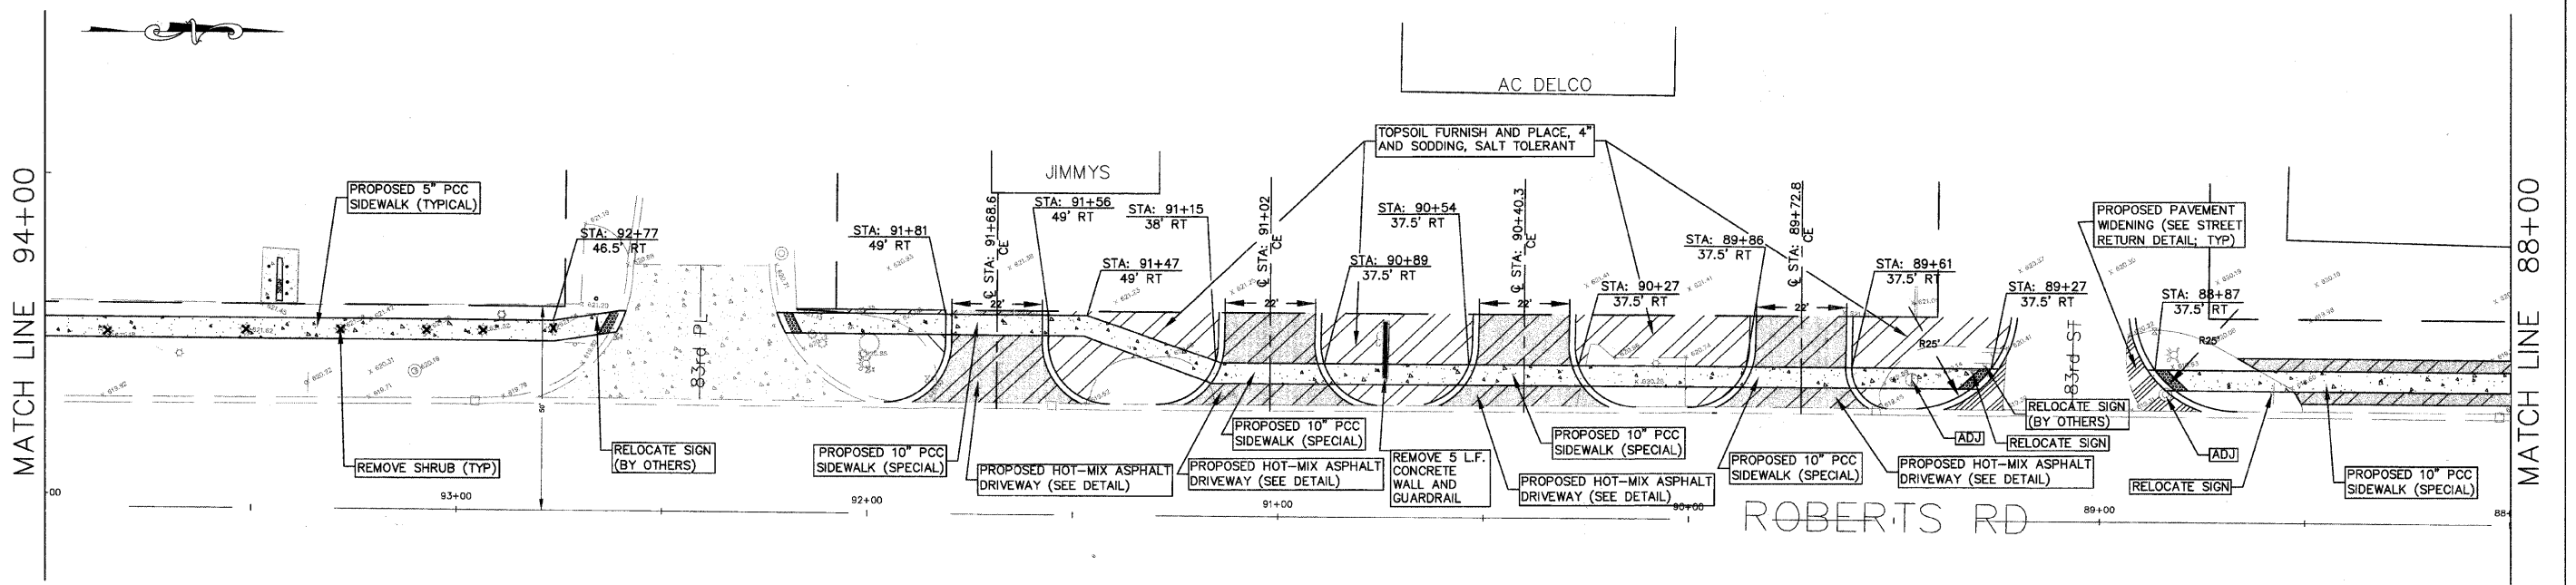 MATCH LINE 94+00
AC DELCO
TOPSOIL FURNISH AND PLACE, 4"
AND SODDING, SALT TOLERANT
JIMMYS
PROPOSED 5" PCC
SIDEWALK (TYPICAL)
STA: 92+77
46.5' RT
83rd PL
50'
STA: 91+81
49' RT
℄ STA: 91+68.6
CE
22'
STA: 91+56
49' RT
STA: 91+47
49' RT
STA: 91+15
38' RT
℄ STA: 91+02
CE
22'
STA: 90+89
37.5' RT
STA: 90+54
37.5' RT
℄ STA: 90+40.3
CE
22'
STA: 90+27
37.5' RT
STA: 89+86
37.5' RT
℄ STA: 89+72.8
CE
22'
STA: 89+61
37.5' RT
R25'
STA: 89+27
37.5' RT
83rd ST
PROPOSED PAVEMENT
WIDENING (SEE STREET
RETURN DETAIL; TYP)
STA: 88+87
37.5' RT
R25'
REMOVE SHRUB (TYP)
RELOCATE SIGN
(BY OTHERS)
PROPOSED 10" PCC
SIDEWALK (SPECIAL)
PROPOSED HOT-MIX ASPHALT
DRIVEWAY (SEE DETAIL)
PROPOSED HOT-MIX ASPHALT
DRIVEWAY (SEE DETAIL)
PROPOSED 10" PCC
SIDEWALK (SPECIAL)
REMOVE 5 L.F.
CONCRETE
WALL AND
GUARDRAIL
PROPOSED 10" PCC
SIDEWALK (SPECIAL)
PROPOSED HOT-MIX ASPHALT
DRIVEWAY (SEE DETAIL)
PROPOSED 10" PCC
SIDEWALK (SPECIAL)
PROPOSED HOT-MIX ASPHALT
DRIVEWAY (SEE DETAIL)
ADJ
RELOCATE SIGN
(BY OTHERS)
RELOCATE SIGN
ADJ
RELOCATE SIGN
PROPOSED 10" PCC
SIDEWALK (SPECIAL)
00
93+00
92+00
91+00
90+00
89+00
88+
ROBERTS RD
MATCH LINE 88+00